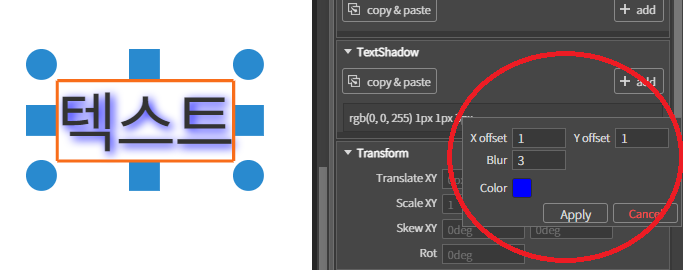 텍스트
copy & paste
add
TextShadow
copy & paste
add
rgb(0, 0, 255) 1px 1px
X offset 1 Y offset 1
Blur 3
Color
Apply Cancel
Transform
Translate XY
Scale XY 1
Skew XY 0deg 0deg
Rot 0deg